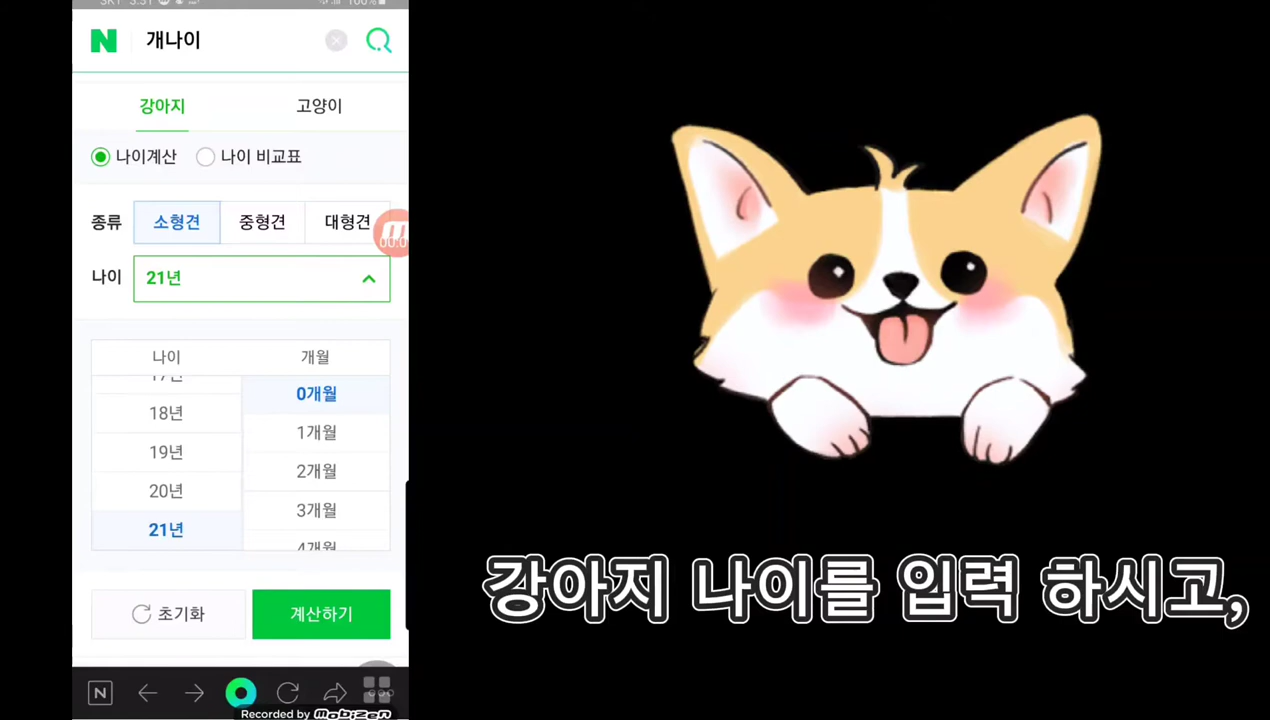 N 개나이
강아지 고양이
나이계산 나이 비교표
종류 소형견 중형견 대형견
나이 21년
나이 개월
18년 0개월
19년 1개월
20년 2개월
21년 3개월
4개월
초기화 계산하기
강아지 나이를 입력 하시고,
N
Recorded by mobizen